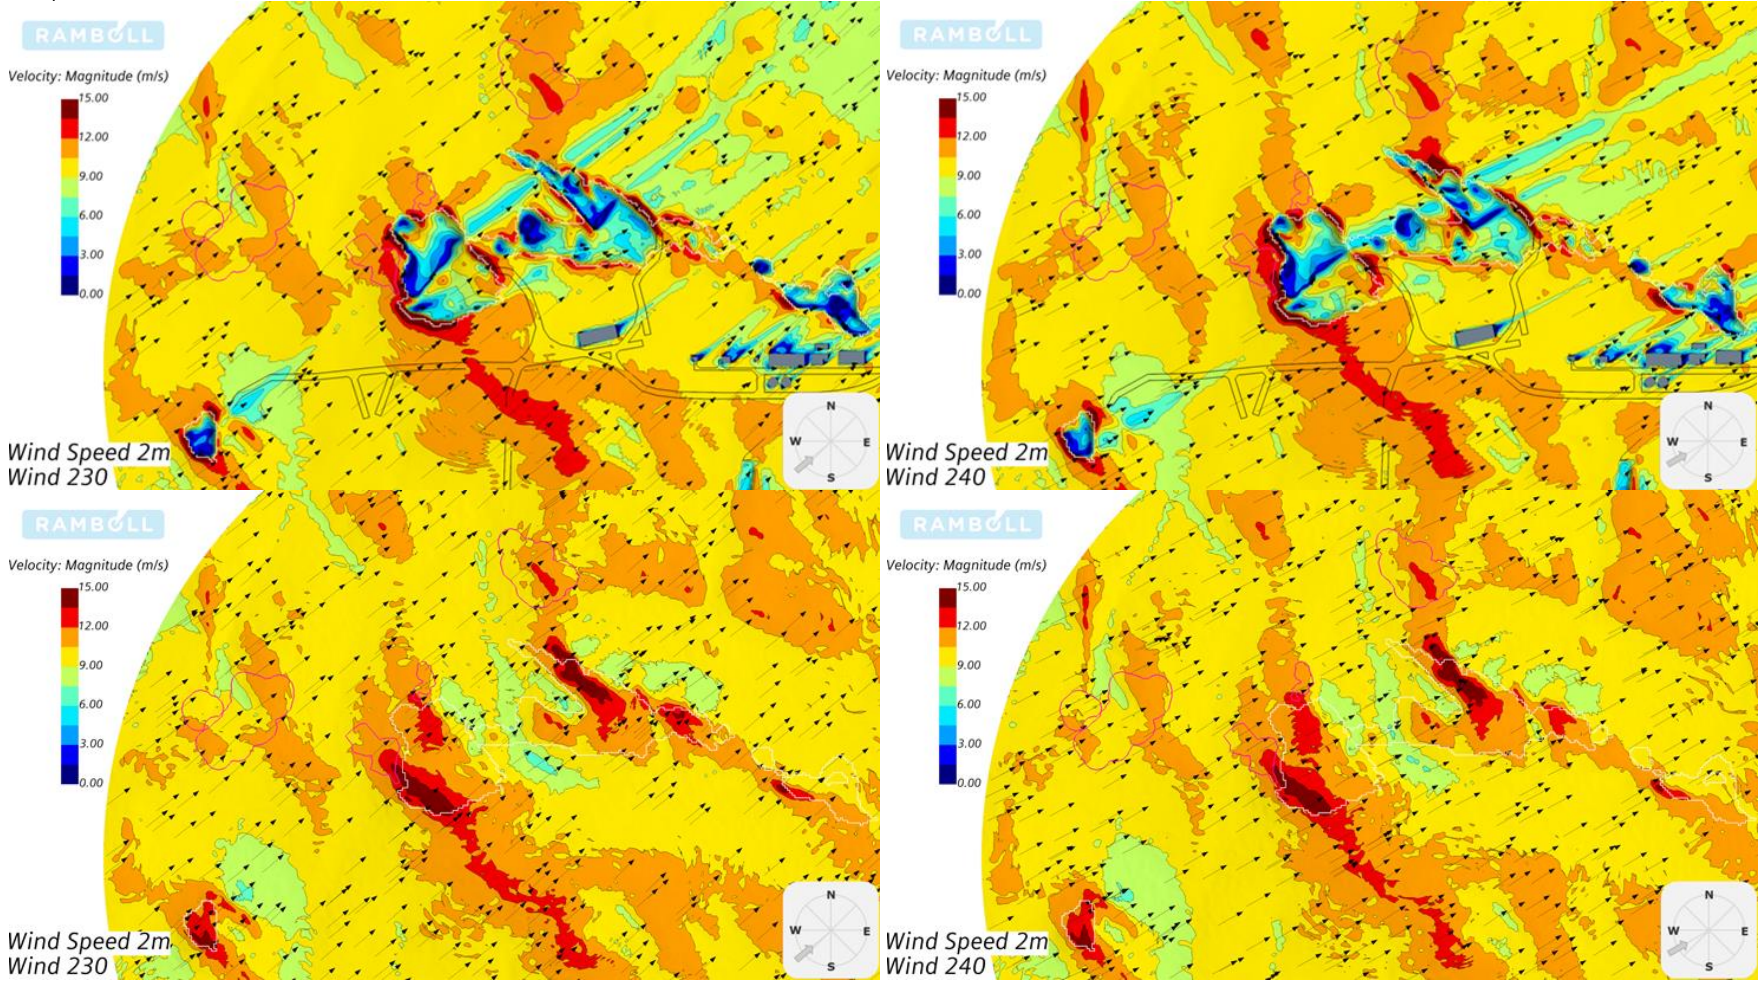 RAMBOLL
Velocity: Magnitude (m/s)
15.00
12.00
9.00
6.00
3.00
0.00
N
W E
S
Wind Speed 2m
Wind 230
RAMBOLL
Velocity: Magnitude (m/s)
15.00
12.00
9.00
6.00
3.00
0.00
N
W E
S
Wind Speed 2m
Wind 240
RAMBOLL
Velocity: Magnitude (m/s)
15.00
12.00
9.00
6.00
3.00
0.00
N
W E
S
Wind Speed 2m
Wind 230
RAMBOLL
Velocity: Magnitude (m/s)
15.00
12.00
9.00
6.00
3.00
0.00
N
W E
S
Wind Speed 2m
Wind 240